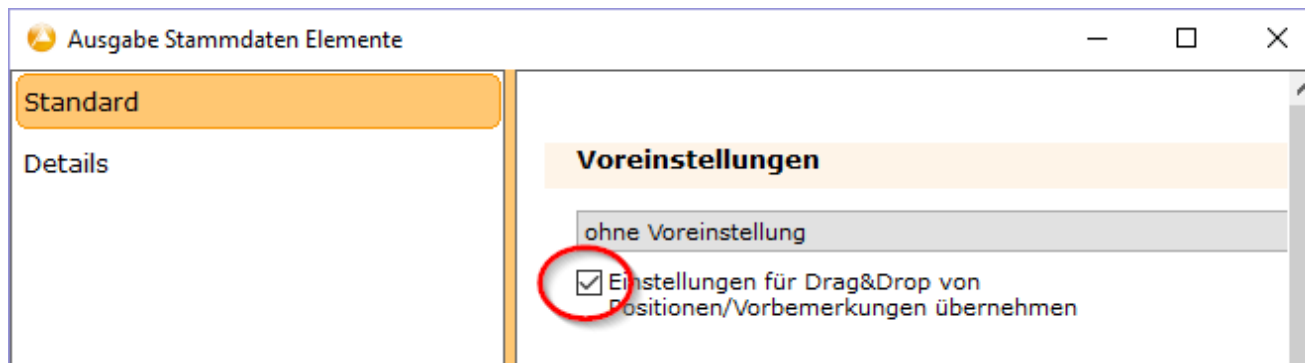 Ausgabe Stammdaten Elemente
Standard
Details
Voreinstellungen
ohne Voreinstellung
Einstellungen für Drag&Drop von
Positionen/Vorbemerkungen übernehmen